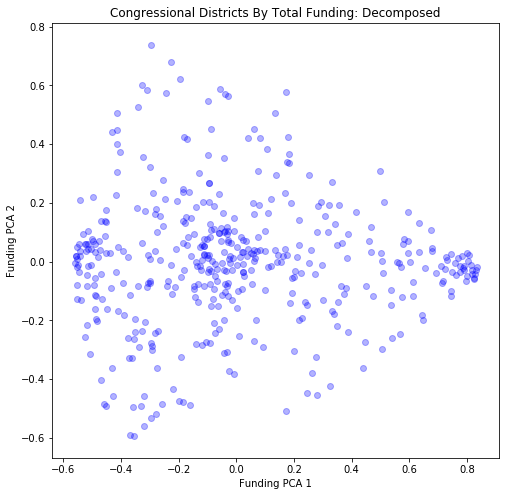 Congressional Districts By Total Funding: Decomposed
0.8
0.6
0.4
0.2
0.0
−0.2
−0.4
−0.6
Funding PCA 2
−0.6 −0.4 −0.2 0.0 0.2 0.4 0.6 0.8
Funding PCA 1